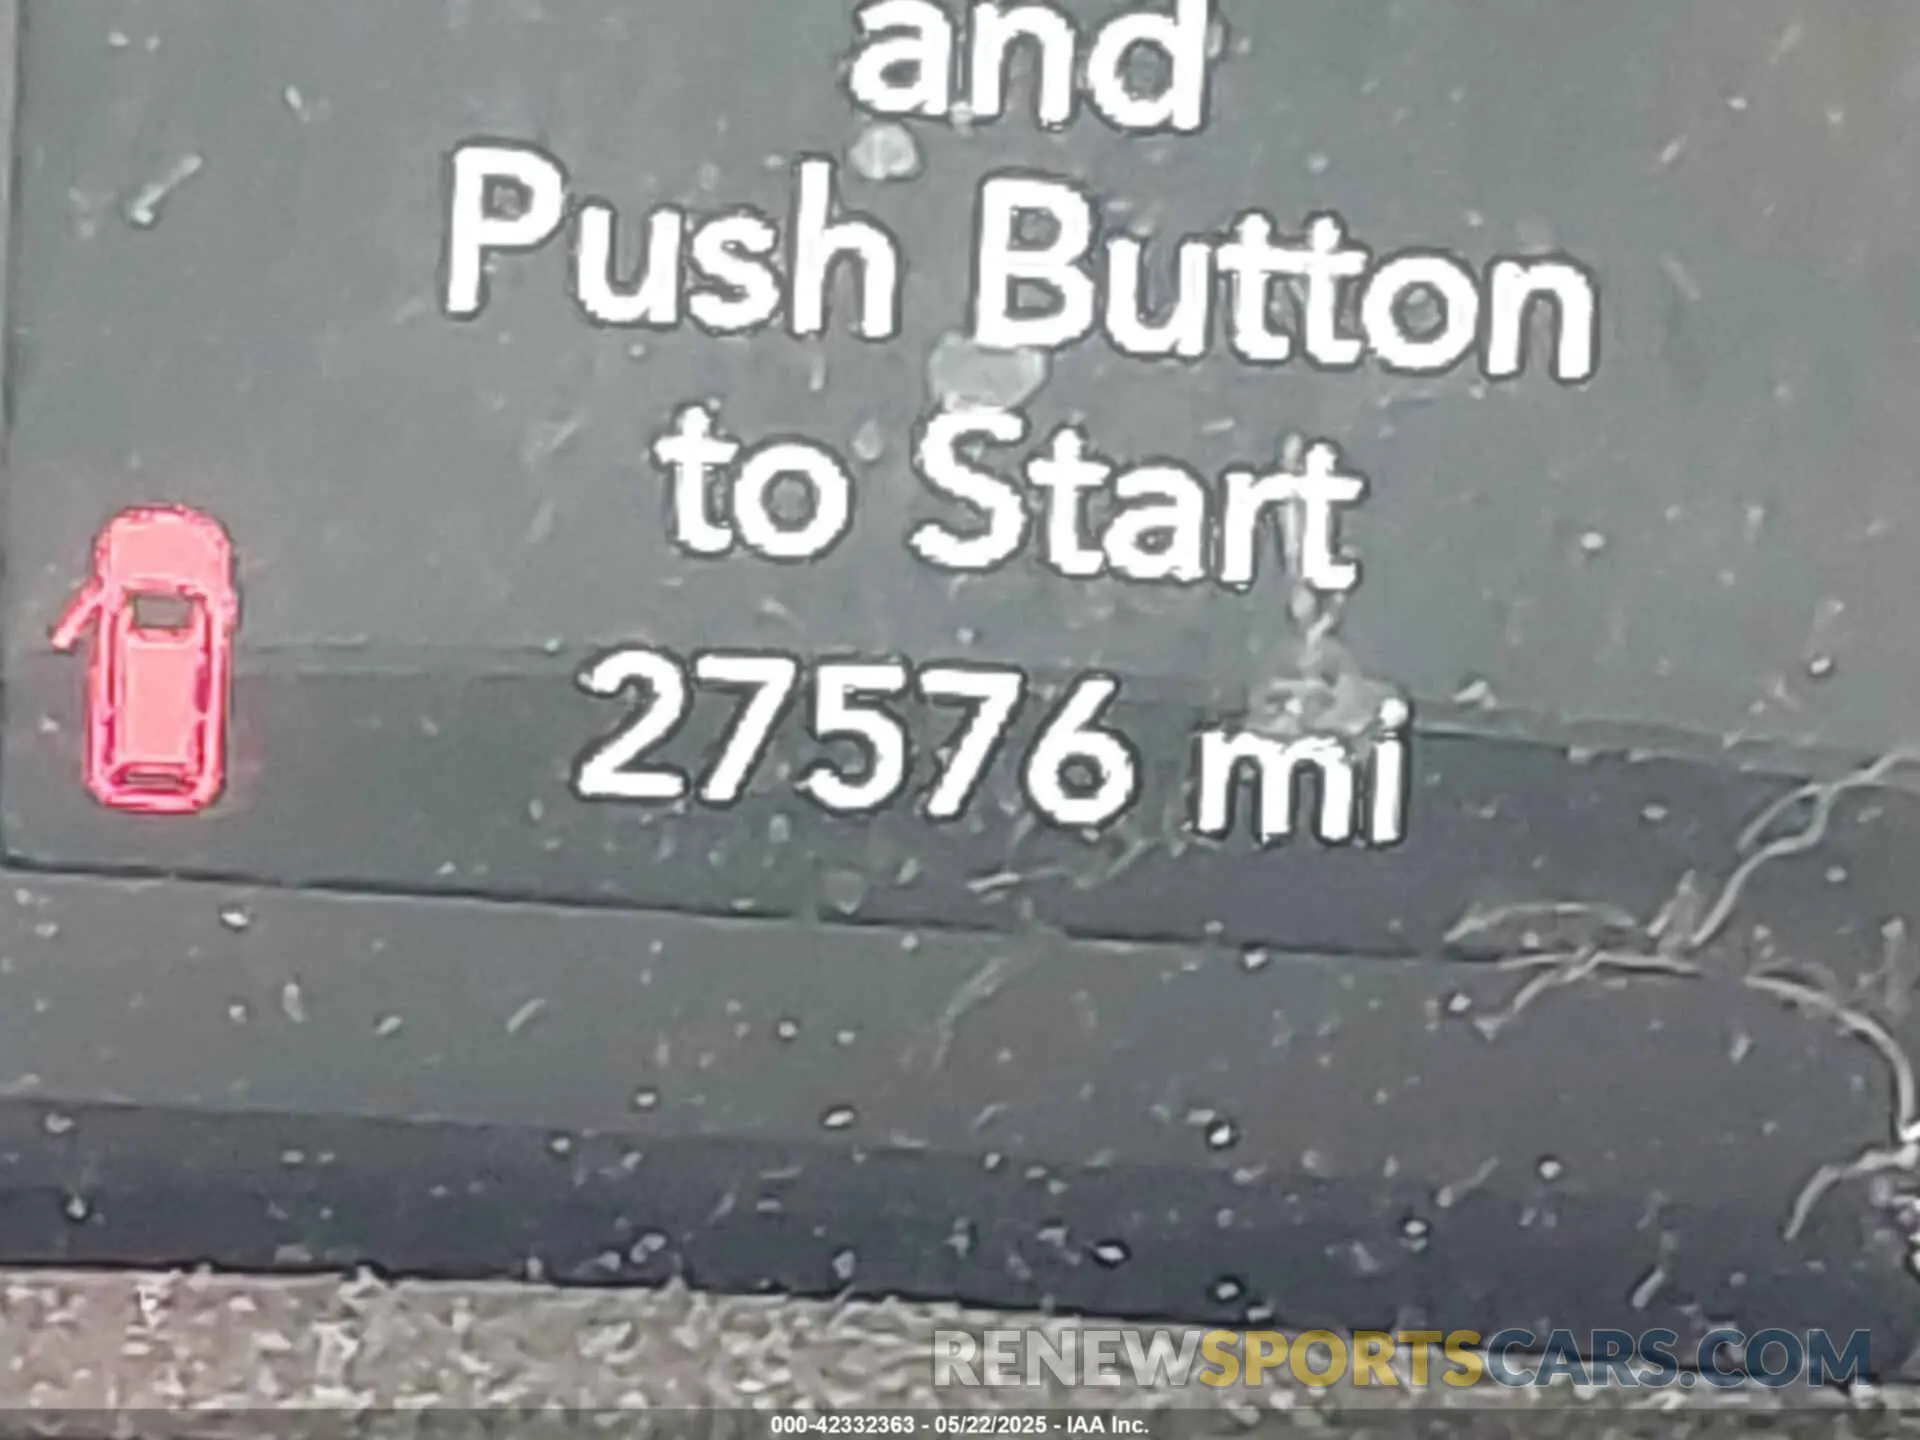 and
Push Button
to Start
27576 mi
RENEWSPORTSCARS.COM
000-42332363 - 05/22/2025 - IAA Inc.